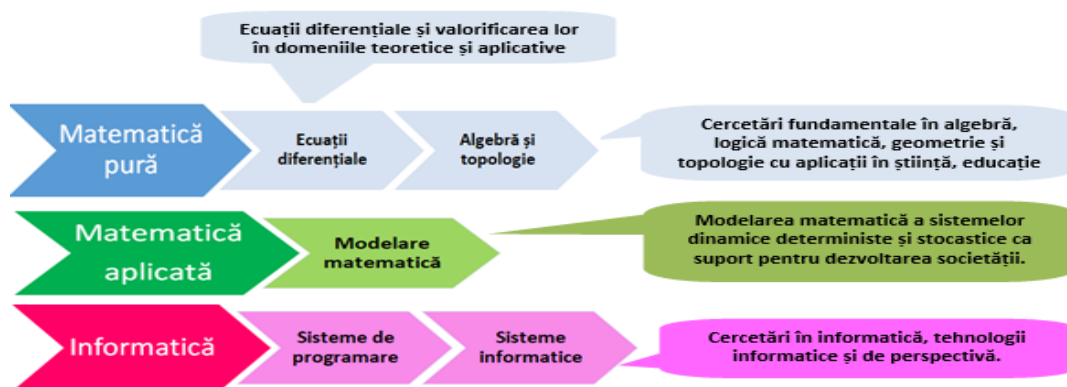 Ecuații diferențiale și valorificarea lor
în domeniile teoretice și aplicative
Matematică
pură
Ecuații
diferențiale
Algebră și
topologie
Cercetări fundamentale în algebră,
logică matematică, geometrie și
topologie cu aplicații în știință, educație
Matematică
aplicată
Modelare
matematică
Modelarea matematică a sistemelor
dinamice deterministe și stocastice ca
suport pentru dezvoltarea societății.
Informatică
Sisteme de
programare
Sisteme
informatice
Cercetări în informatică, tehnologii
informatice și de perspectivă.